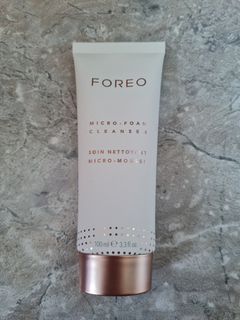 FOREO
MICRO-FOAM
CLEANSER
SOIN NETTOYANT
MICRO-MOUSSE
100 ml ℮ 3.3 fl.oz.